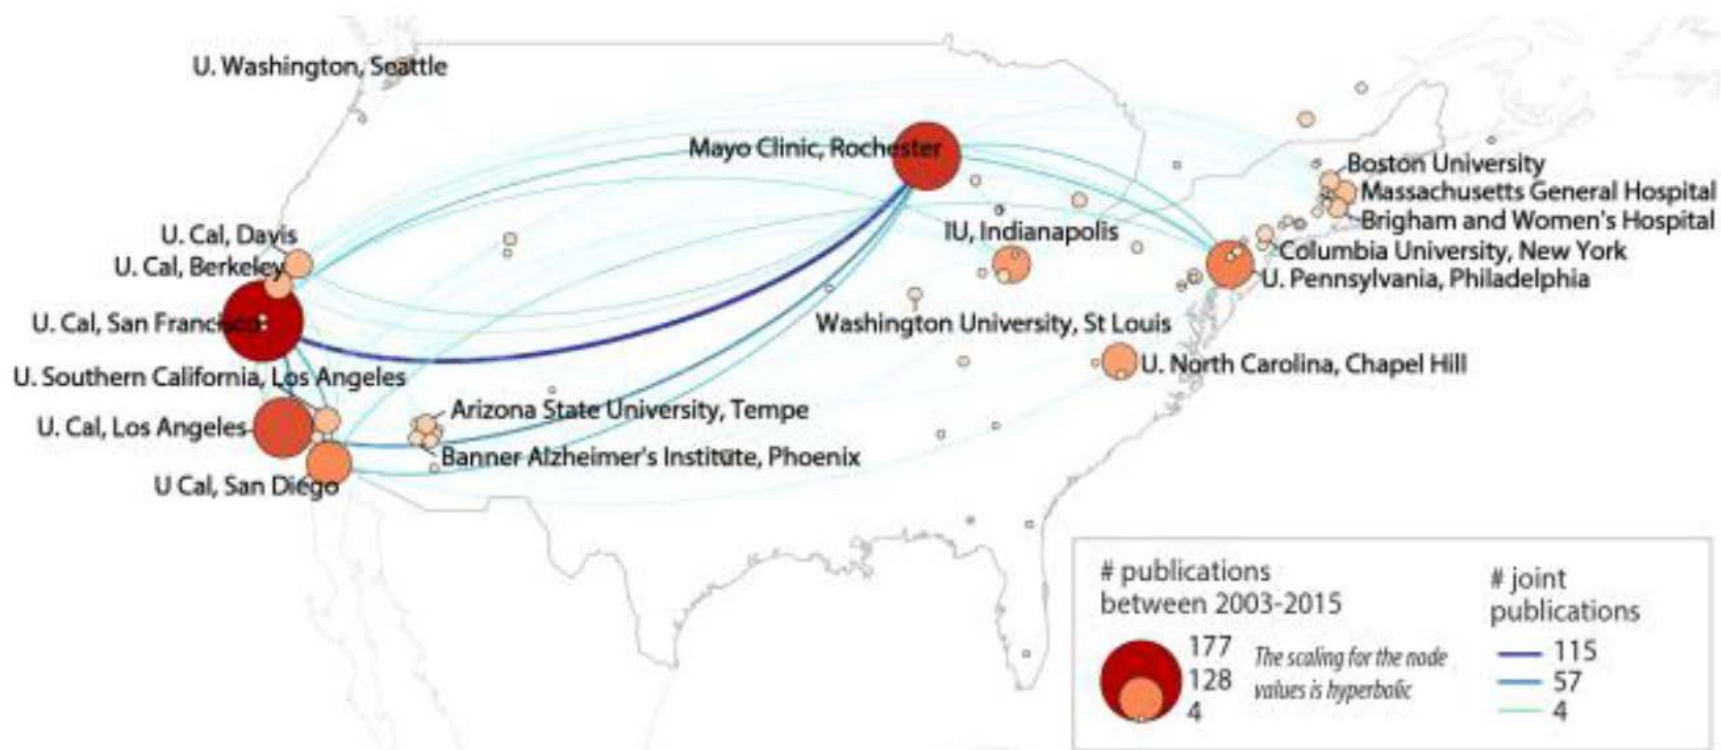 U. Washington, Seattle
Mayo Clinic, Rochester
Boston University
Massachusetts General Hospital
Brigham and Women's Hospital
U. Cal, Davis
IU, Indianapolis
Columbia University, New York
U. Cal, Berkeley
U. Pennsylvania, Philadelphia
U. Cal, San Francisco
Washington University, St Louis
U. North Carolina, Chapel Hill
U. Southern California, Los Angeles
Arizona State University, Tempe
U. Cal, Los Angeles
Banner Alzheimer's Institute, Phoenix
U Cal, San Diego
# publications
between 2003-2015
177
128
4
The scaling for the node
values is hyperbolic
# joint
publications
115
57
4